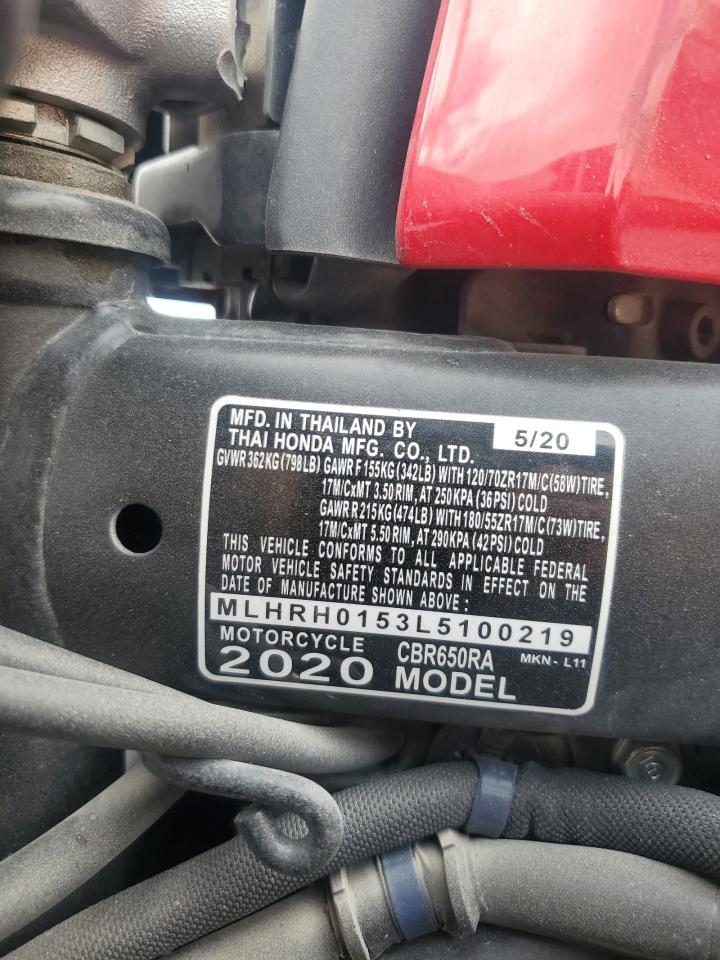 MFD. IN THAILAND BY 5/20
THAI HONDA MFG. CO., LTD.
GVWR 362KG (798LB) GAWR F 155KG (342LB) WITH 120/70ZR17M/C(58W) TIRE,
17M/CxMT 3.50 RIM, AT 250KPA (36PSI) COLD
GAWR R 215KG (474LB) WITH 180/55ZR17M/C (73W) TIRE,
17M/CxMT 5.50 RIM, AT 290KPA (42PSI) COLD
THIS VEHICLE CONFORMS TO ALL APPLICABLE FEDERAL
MOTOR VEHICLE SAFETY STANDARDS IN EFFECT ON THE
DATE OF MANUFACTURE SHOWN ABOVE :
MLHRH0153L5100219
MOTORCYCLE CBR650RA MKN - L11
2020 MODEL